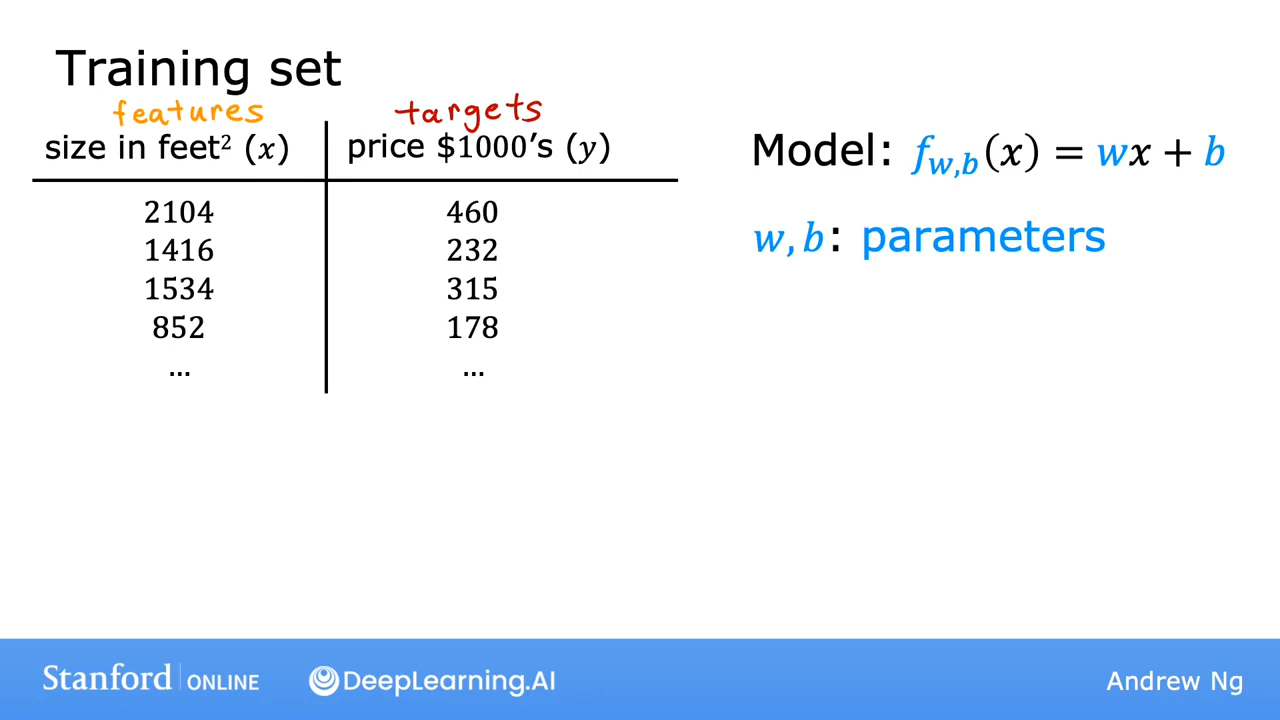 Training set
features targets
size in feet² (x) price $1000's (y)
2104 460
1416 232
1534 315
852 178
... ...
Model: f_w,b(x) = wx + b
w, b: parameters
Stanford ONLINE DeepLearning.AI Andrew Ng